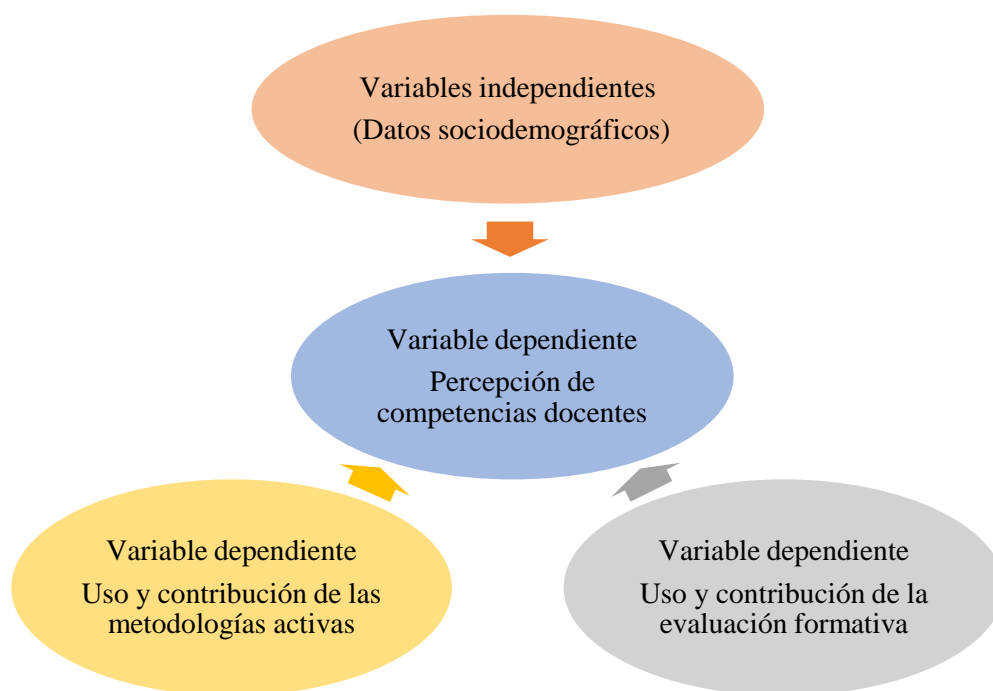 Variables independientes
(Datos sociodemográficos)
Variable dependiente
Percepción de
competencias docentes
Variable dependiente
Uso y contribución de las
metodologías activas
Variable dependiente
Uso y contribución de la
evaluación formativa